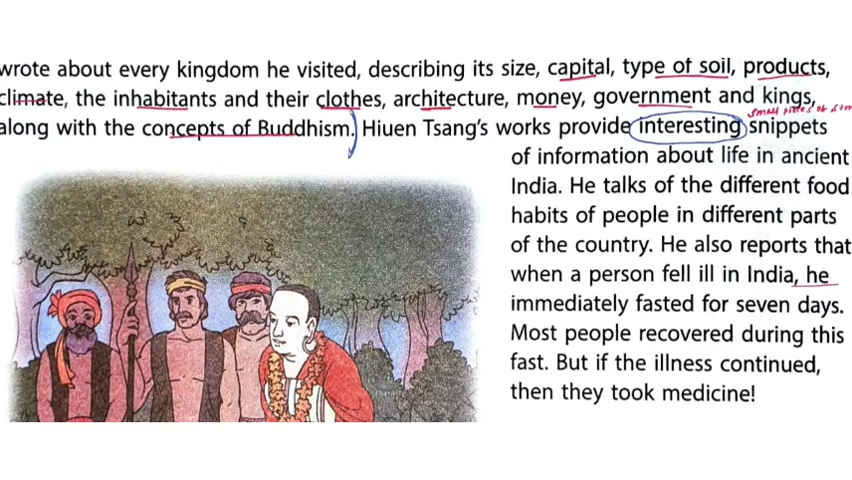 wrote about every kingdom he visited, describing its size, capital, type of soil, products,
climate, the inhabitants and their clothes, architecture, money, government and kings,
small pieces of
along with the concepts of Buddhism. Hiuen Tsang's works provide interesting snippets
of information about life in ancient
India. He talks of the different food
habits of people in different parts
of the country. He also reports that
when a person fell ill in India, he
immediately fasted for seven days.
Most people recovered during this
fast. But if the illness continued,
then they took medicine!